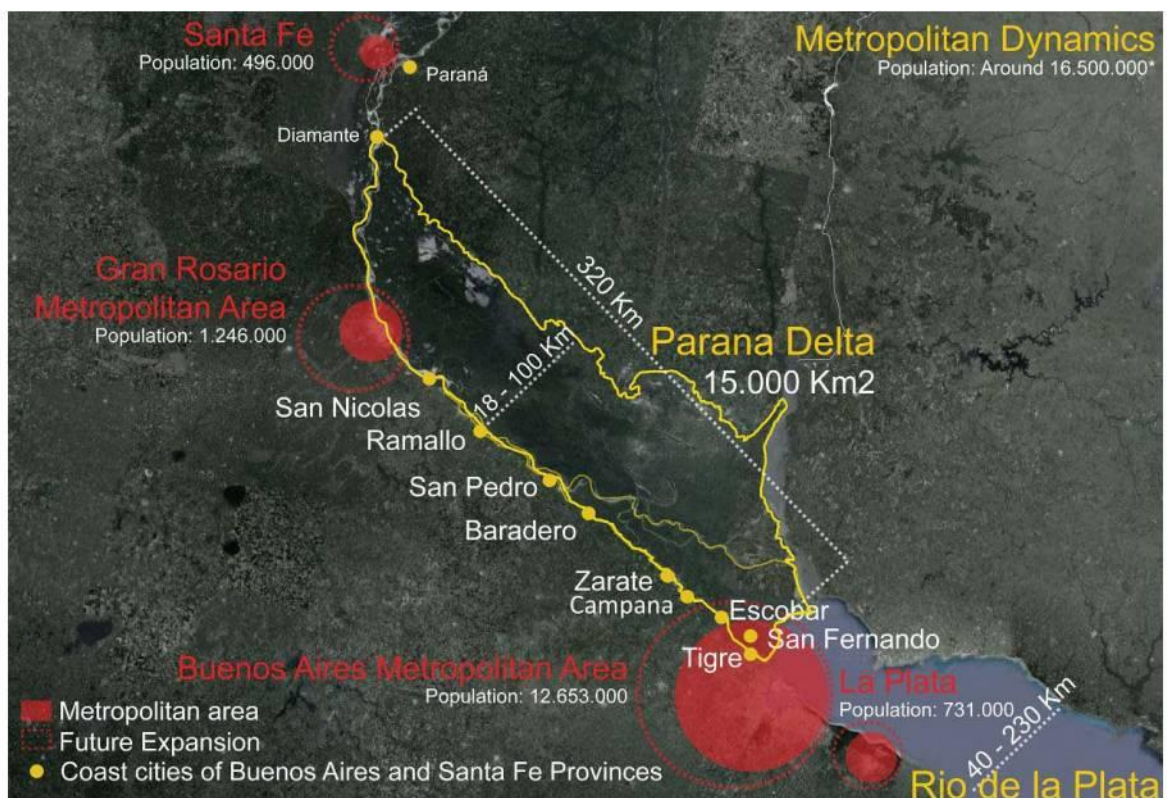 Santa Fe
Population: 496.000
Metropolitan Dynamics
Population: Around 16.500.000*
Paraná
Diamante
320 Km
Gran Rosario
Metropolitan Area
Population: 1.246.000
Parana Delta
15.000 Km2
18 - 100 Km
San Nicolas
Ramallo
San Pedro
Baradero
Zarate
Campana
Escobar
San Fernando
Tigre
Buenos Aires Metropolitan Area
Population: 12.653.000
La Plata
Population: 731.000
40 - 230 Km
Rio de la Plata
Metropolitan area
Future Expansion
Coast cities of Buenos Aires and Santa Fe Provinces